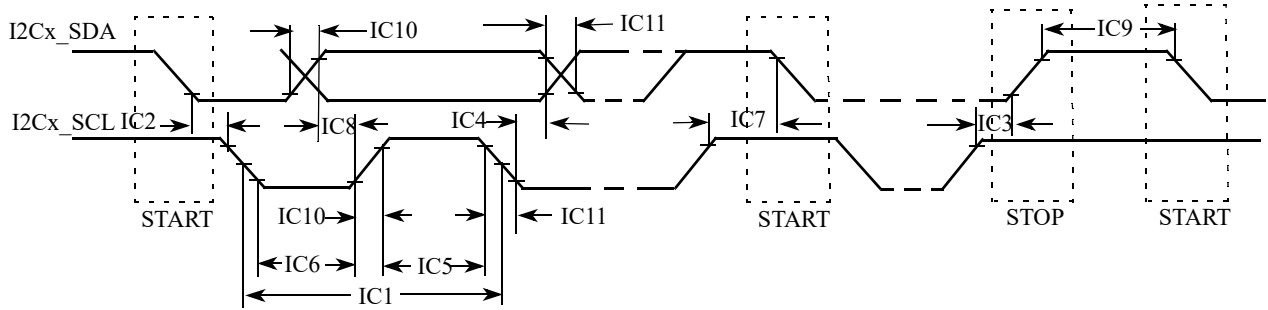 I2Cx_SDA
IC10
IC11
IC9
I2Cx_SCL
IC2
IC8
IC4
IC7
IC3
START
IC10
IC11
START
STOP
START
IC6
IC5
IC1